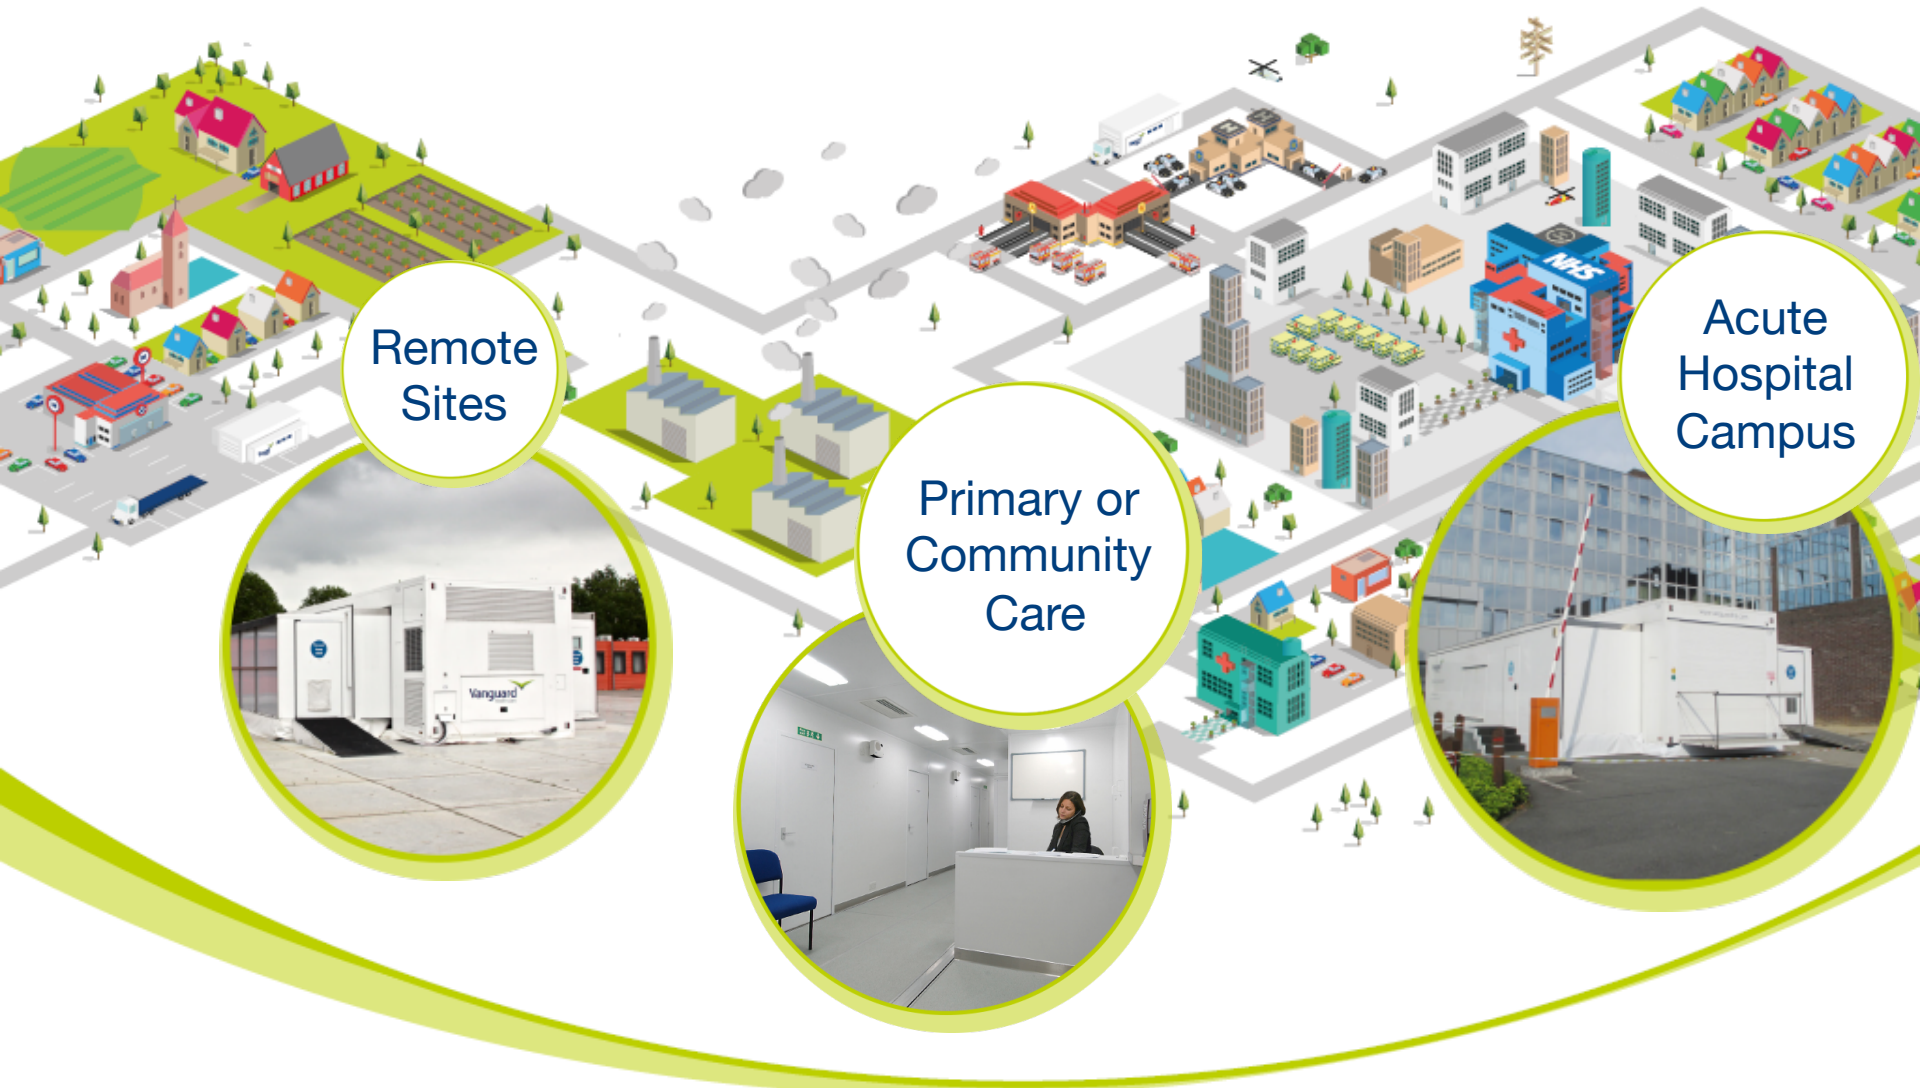 Remote
Sites
Primary or
Community
Care
Acute
Hospital
Campus
NHS
Vanguard